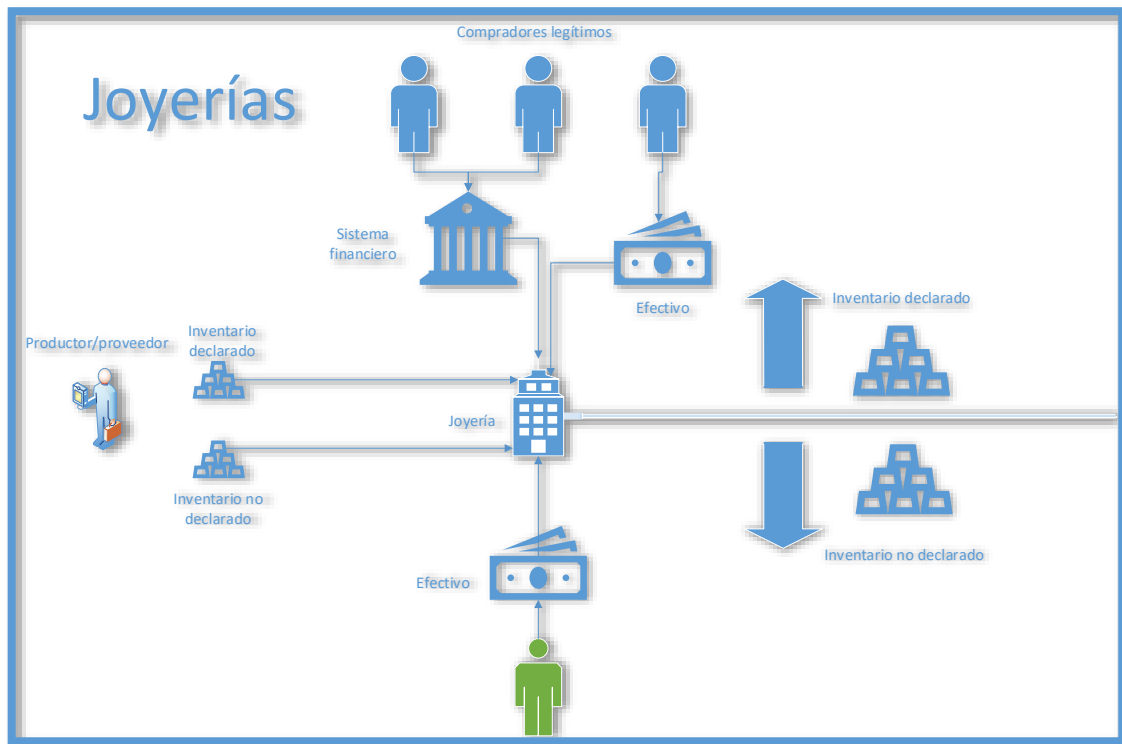 Compradores legítimos
Joyerías
Sistema
financiero
Efectivo
Inventario declarado
Productor/proveedor
Inventario
declarado
Joyería
Inventario no
declarado
Inventario no declarado
Efectivo